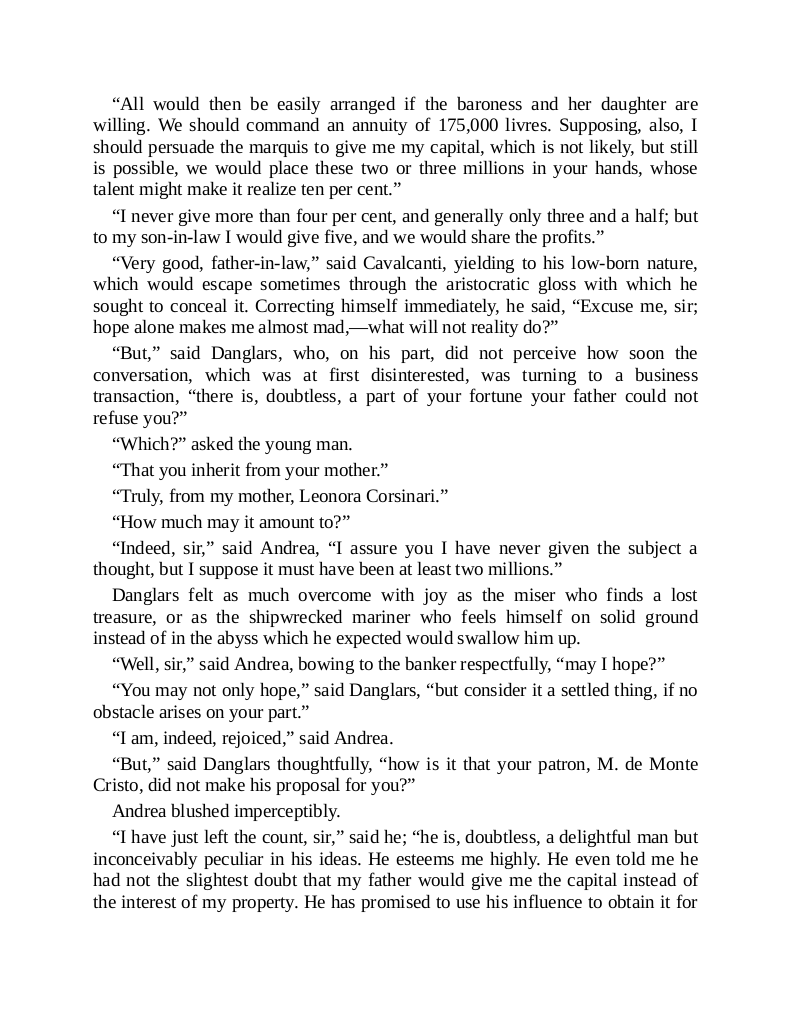 “All would then be easily arranged if the baroness and her daughter are
willing. We should command an annuity of 175,000 livres. Supposing, also, I
should persuade the marquis to give me my capital, which is not likely, but still
is possible, we would place these two or three millions in your hands, whose
talent might make it realize ten per cent.”
“I never give more than four per cent, and generally only three and a half; but
to my son-in-law I would give five, and we would share the profits.”
“Very good, father-in-law,” said Cavalcanti, yielding to his low-born nature,
which would escape sometimes through the aristocratic gloss with which he
sought to conceal it. Correcting himself immediately, he said, “Excuse me, sir;
hope alone makes me almost mad,—what will not reality do?”
“But,” said Danglars, who, on his part, did not perceive how soon the
conversation, which was at first disinterested, was turning to a business
transaction, “there is, doubtless, a part of your fortune your father could not
refuse you?”
“Which?” asked the young man.
“That you inherit from your mother.”
“Truly, from my mother, Leonora Corsinari.”
“How much may it amount to?”
“Indeed, sir,” said Andrea, “I assure you I have never given the subject a
thought, but I suppose it must have been at least two millions.”
Danglars felt as much overcome with joy as the miser who finds a lost
treasure, or as the shipwrecked mariner who feels himself on solid ground
instead of in the abyss which he expected would swallow him up.
“Well, sir,” said Andrea, bowing to the banker respectfully, “may I hope?”
“You may not only hope,” said Danglars, “but consider it a settled thing, if no
obstacle arises on your part.”
“I am, indeed, rejoiced,” said Andrea.
“But,” said Danglars thoughtfully, “how is it that your patron, M. de Monte
Cristo, did not make his proposal for you?”
Andrea blushed imperceptibly.
“I have just left the count, sir,” said he; “he is, doubtless, a delightful man but
inconceivably peculiar in his ideas. He esteems me highly. He even told me he
had not the slightest doubt that my father would give me the capital instead of
the interest of my property. He has promised to use his influence to obtain it for